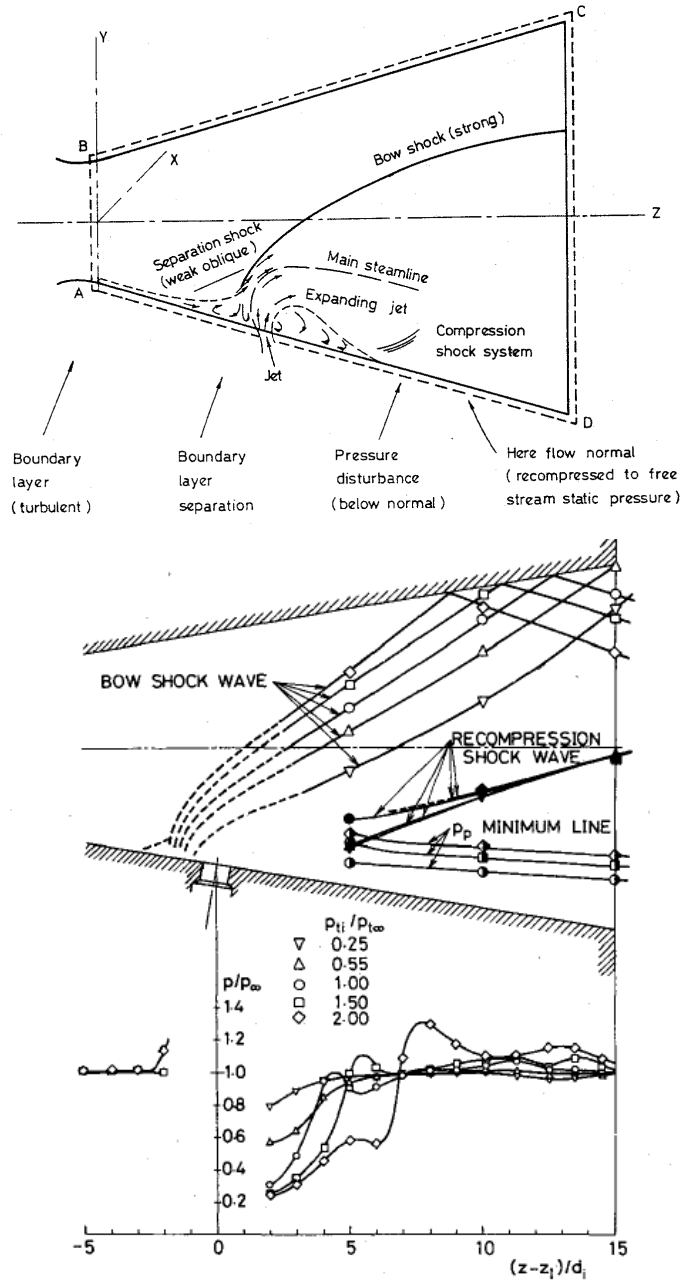 C
Y
B
X
Bow shock (strong)
Z
Separation shock
(weak oblique)
Main steamline
Expanding jet
A
Compression
shock system
Jet
D
Boundary
layer
(turbulent)
Boundary
layer
separation
Pressure
disturbance
(below normal)
Here flow normal
(recompressed to free
stream static pressure)
BOW SHOCK WAVE
RECOMPRESSION
SHOCK WAVE
pp MINIMUM LINE
pti/pt∞
0·25
0·55
1·00
1·50
2·00
p/p∞
1·4
1·2
1·0
0·8
0·6
0·4
0·2
-5 0 5 10 15
(z-zj)/dj